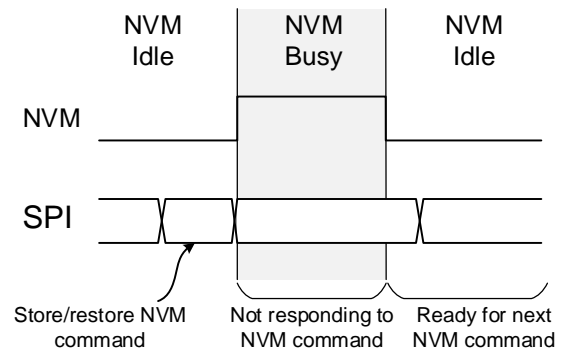 NVM
Idle
NVM
Busy
NVM
Idle
NVM
SPI
Store/restore NVM
command
Not responding to
NVM command
Ready for next
NVM command